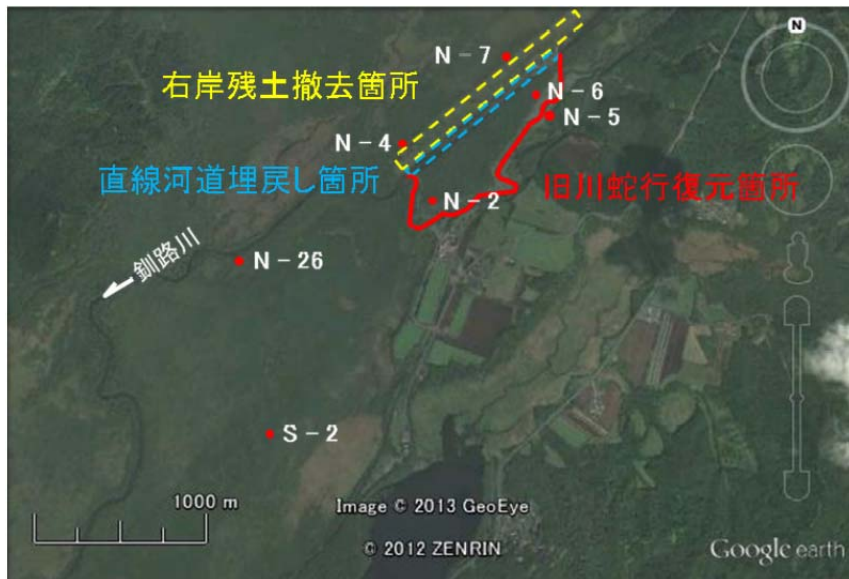 N
N－7
右岸残土撤去箇所
N－6
N－5
N－4
直線河道埋戻し箇所
旧川蛇行復元箇所
N－2
釧路川
N－26
S－2
1000 m
Image © 2013 GeoEye
© 2012 ZENRIN
Google earth